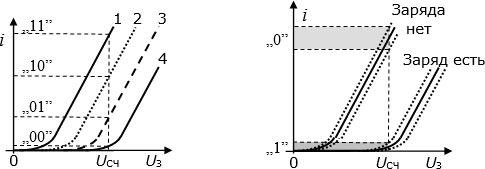 i
„11”
„10”
„01”
„00”
1 2 3
4
0 Uсч Uз
i
Заряда
нет
„0”
Заряд есть
„1”
0 Uсч Uз